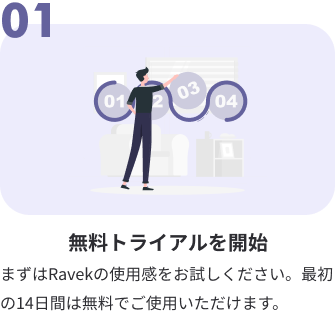 01
01 2 03 04
無料トライアルを開始
まずはRavekの使用感をお試しください。最初
の14日間は無料でご使用いただけます。